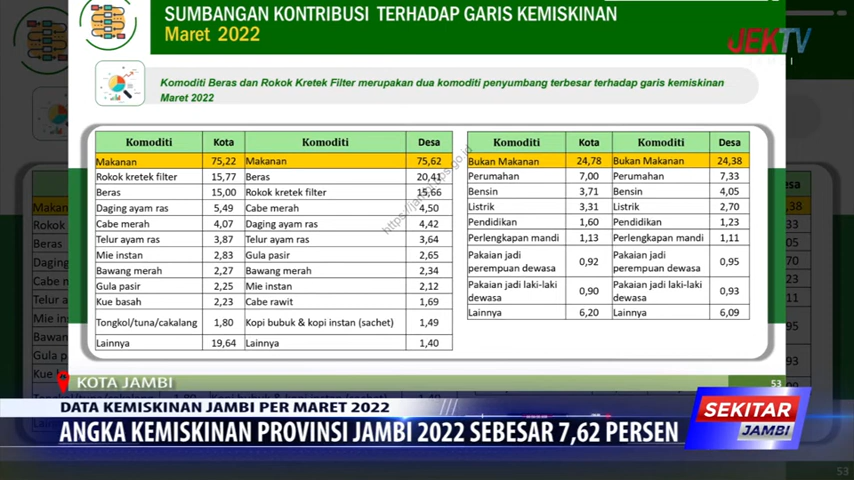 SUMBANGAN KONTRIBUSI TERHADAP GARIS KEMISKINAN
Maret 2022
JEKTV
J A M B I
Komoditi Beras dan Rokok Kretek Filter merupakan dua komoditi penyumbang terbesar terhadap garis kemiskinan
Maret 2022
Komoditi Kota Komoditi Desa
Makanan 75,22 Makanan 75,62
Rokok kretek filter 15,77 Beras 20,41
Beras 15,00 Rokok kretek filter 15,66
Daging ayam ras 5,49 Cabe merah 4,50
Cabe merah 4,07 Daging ayam ras 4,42
Telur ayam ras 3,87 Telur ayam ras 3,64
Mie instan 2,83 Gula pasir 2,65
Bawang merah 2,27 Bawang merah 2,34
Gula pasir 2,25 Mie instan 2,12
Kue basah 2,23 Cabe rawit 1,69
Tongkol/tuna/cakalang 1,80 Kopi bubuk & kopi instan (sachet) 1,49
Lainnya 19,64 Lainnya 1,40
Komoditi Kota Komoditi Desa
Bukan Makanan 24,78 Bukan Makanan 24,38
Perumahan 7,00 Perumahan 7,33
Bensin 3,71 Bensin 4,05
Listrik 3,31 Listrik 2,70
Pendidikan 1,60 Pendidikan 1,23
Perlengkapan mandi 1,13 Perlengkapan mandi 1,11
Pakaian jadi perempuan dewasa 0,92 Pakaian jadi perempuan dewasa 0,95
Pakaian jadi laki-laki dewasa 0,90 Pakaian jadi laki-laki dewasa 0,93
Lainnya 6,20 Lainnya 6,09
53
KOTA JAMBI
DATA KEMISKINAN JAMBI PER MARET 2022
ANGKA KEMISKINAN PROVINSI JAMBI 2022 SEBESAR 7,62 PERSEN
SEKITAR
JAMBI
53